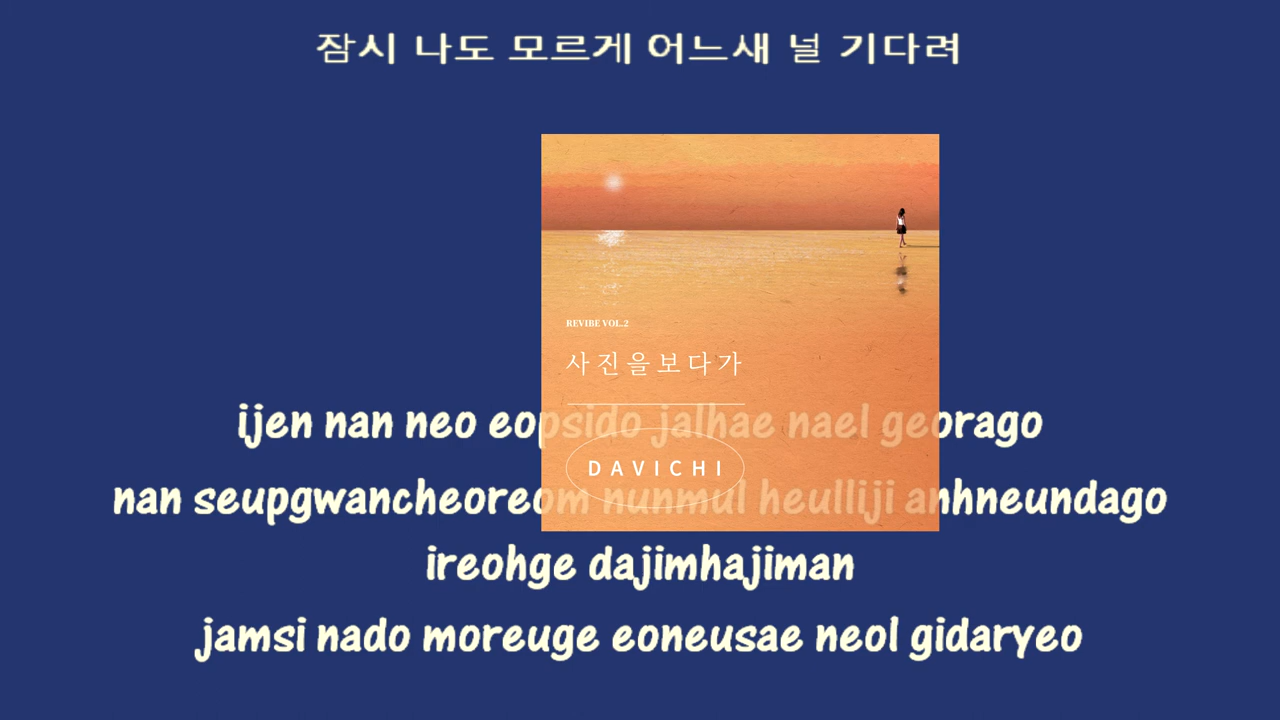 잠시 나도 모르게 어느새 널 기다려
REVIBE VOL.2
사진을보다가
ijen nan neo eopsido jalhae nael georago
DAVICHI
nan seupgwancheoreom nunmul heulliji anhneundago
ireohge dajimhajiman
jamsi nado moreuge eoneusae neol gidaryeo